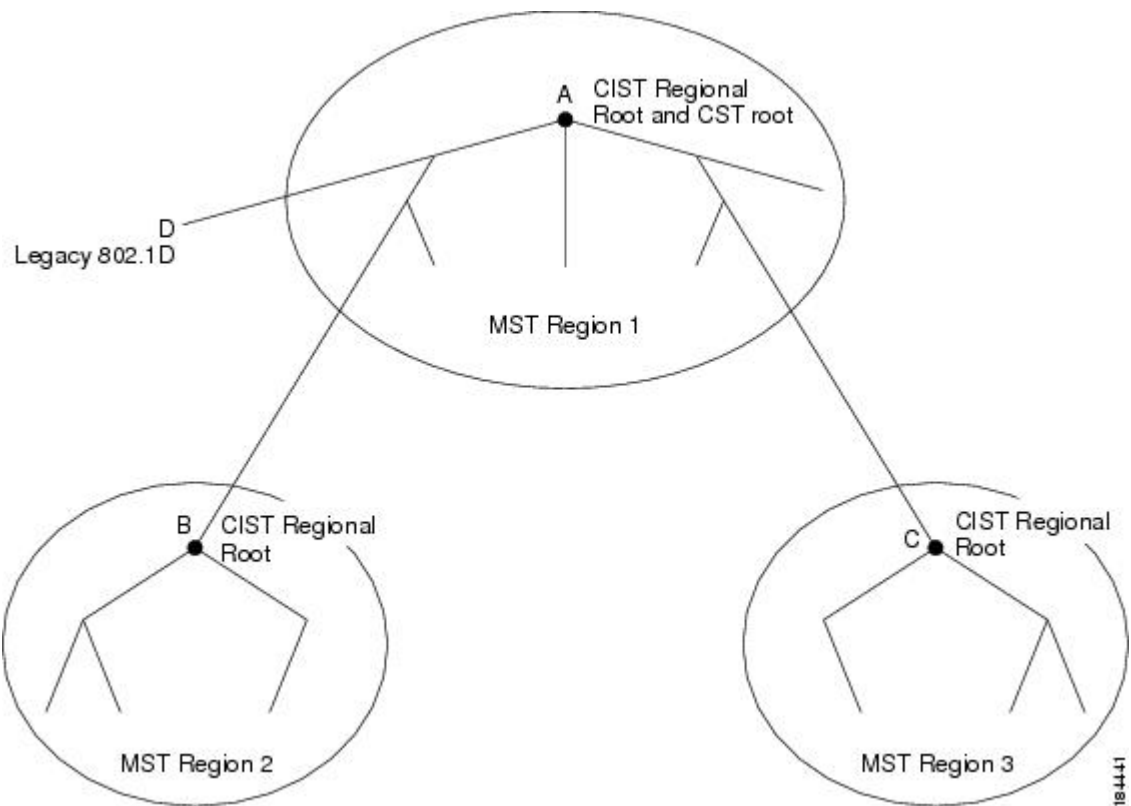 A
CIST Regional
Root and CST root
D
Legacy 802.1D
MST Region 1
B
CIST Regional
Root
C
CIST Regional
Root
MST Region 2
MST Region 3
184441